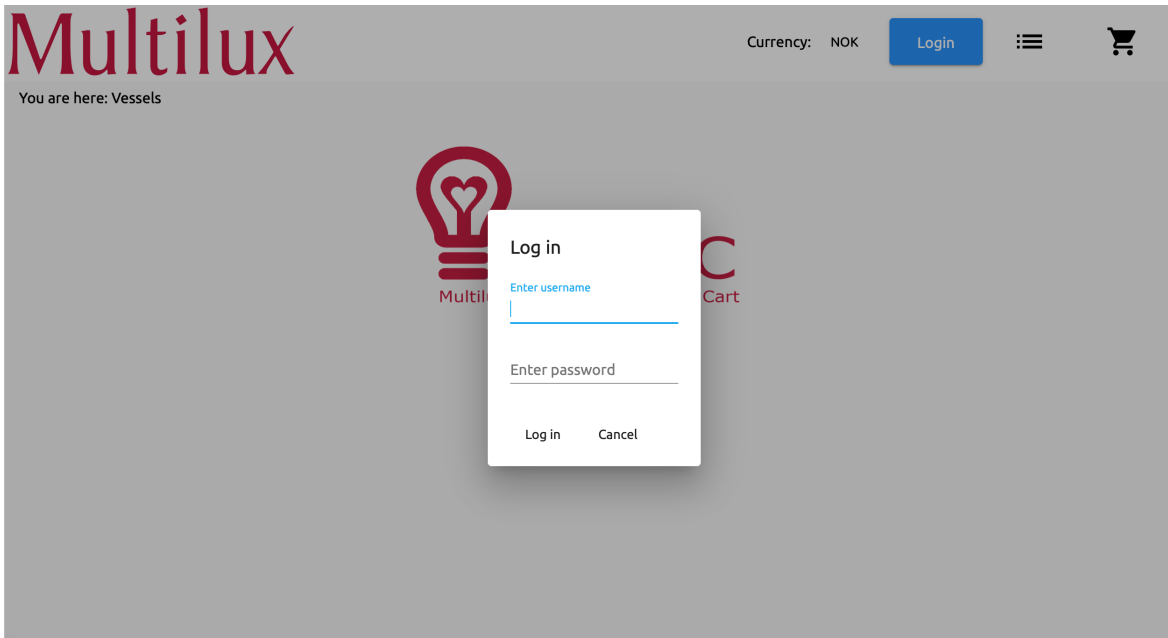 Multilux
Currency: NOK
Login
You are here: Vessels
C
Multil
Cart
Log in
Enter username
Enter password
Log in Cancel